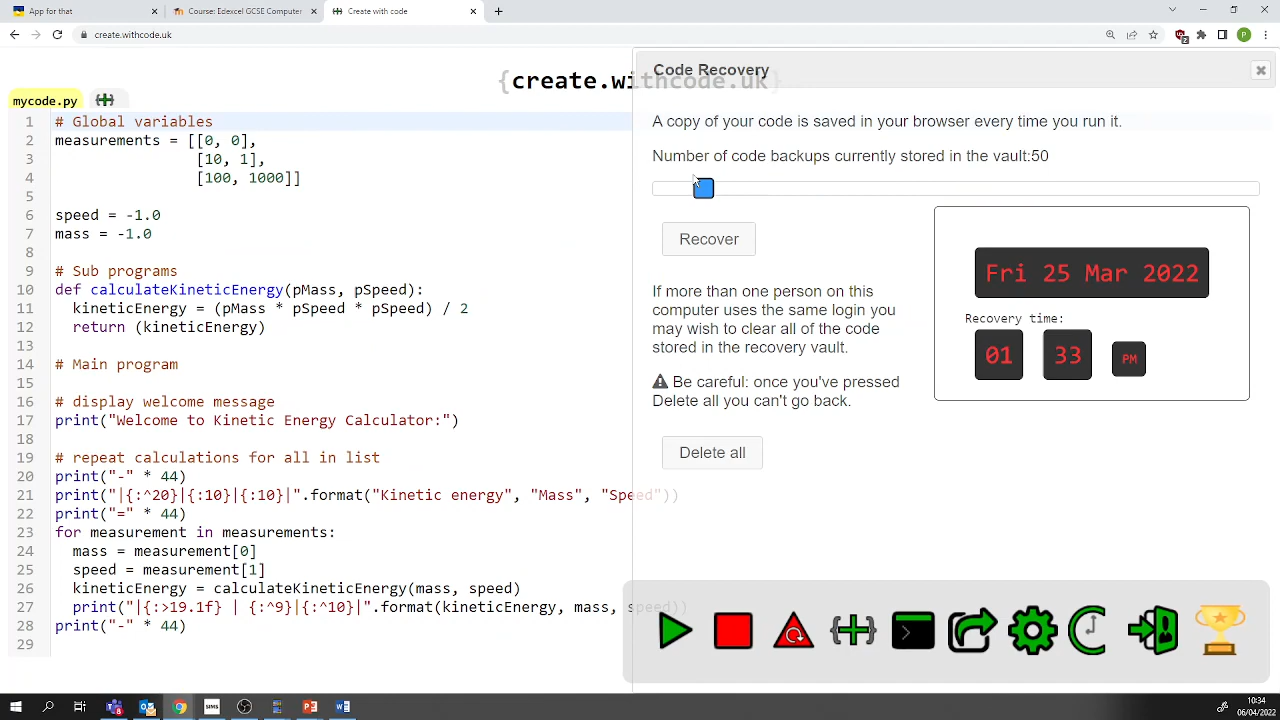 App for that
Course: Edexcel GCSE Computer
Create with code
create.withcode.uk
{create.withcode.uk}
mycode.py
1 # Global variables
2 measurements = [[0, 0],
3 [10, 1],
4 [100, 1000]]
5
6 speed = -1.0
7 mass = -1.0
8
9 # Sub programs
10 def calculateKineticEnergy(pMass, pSpeed):
11 kineticEnergy = (pMass * pSpeed * pSpeed) / 2
12 return (kineticEnergy)
13
14 # Main program
15
16 # display welcome message
17 print("Welcome to Kinetic Energy Calculator:")
18
19 # repeat calculations for all in list
20 print("-" * 44)
21 print("|{:^20}|{:10}|{:10}|".format("Kinetic energy", "Mass", "Speed"))
22 print("=" * 44)
23 for measurement in measurements:
24 mass = measurement[0]
25 speed = measurement[1]
26 kineticEnergy = calculateKineticEnergy(mass, speed)
27 print("|{:>19.1f} | {:^9}|{:^10}|".format(kineticEnergy, mass, speed))
28 print("-" * 44)
29
Code Recovery
A copy of your code is saved in your browser every time you run it.
Number of code backups currently stored in the vault:50
Recover
If more than one person on this
computer uses the same login you
may wish to clear all of the code
stored in the recovery vault.
Be careful: once you've pressed
Delete all you can't go back.
Delete all
Fri 25 Mar 2022
Recovery time:
01 33 PM
10:34
06/04/2022